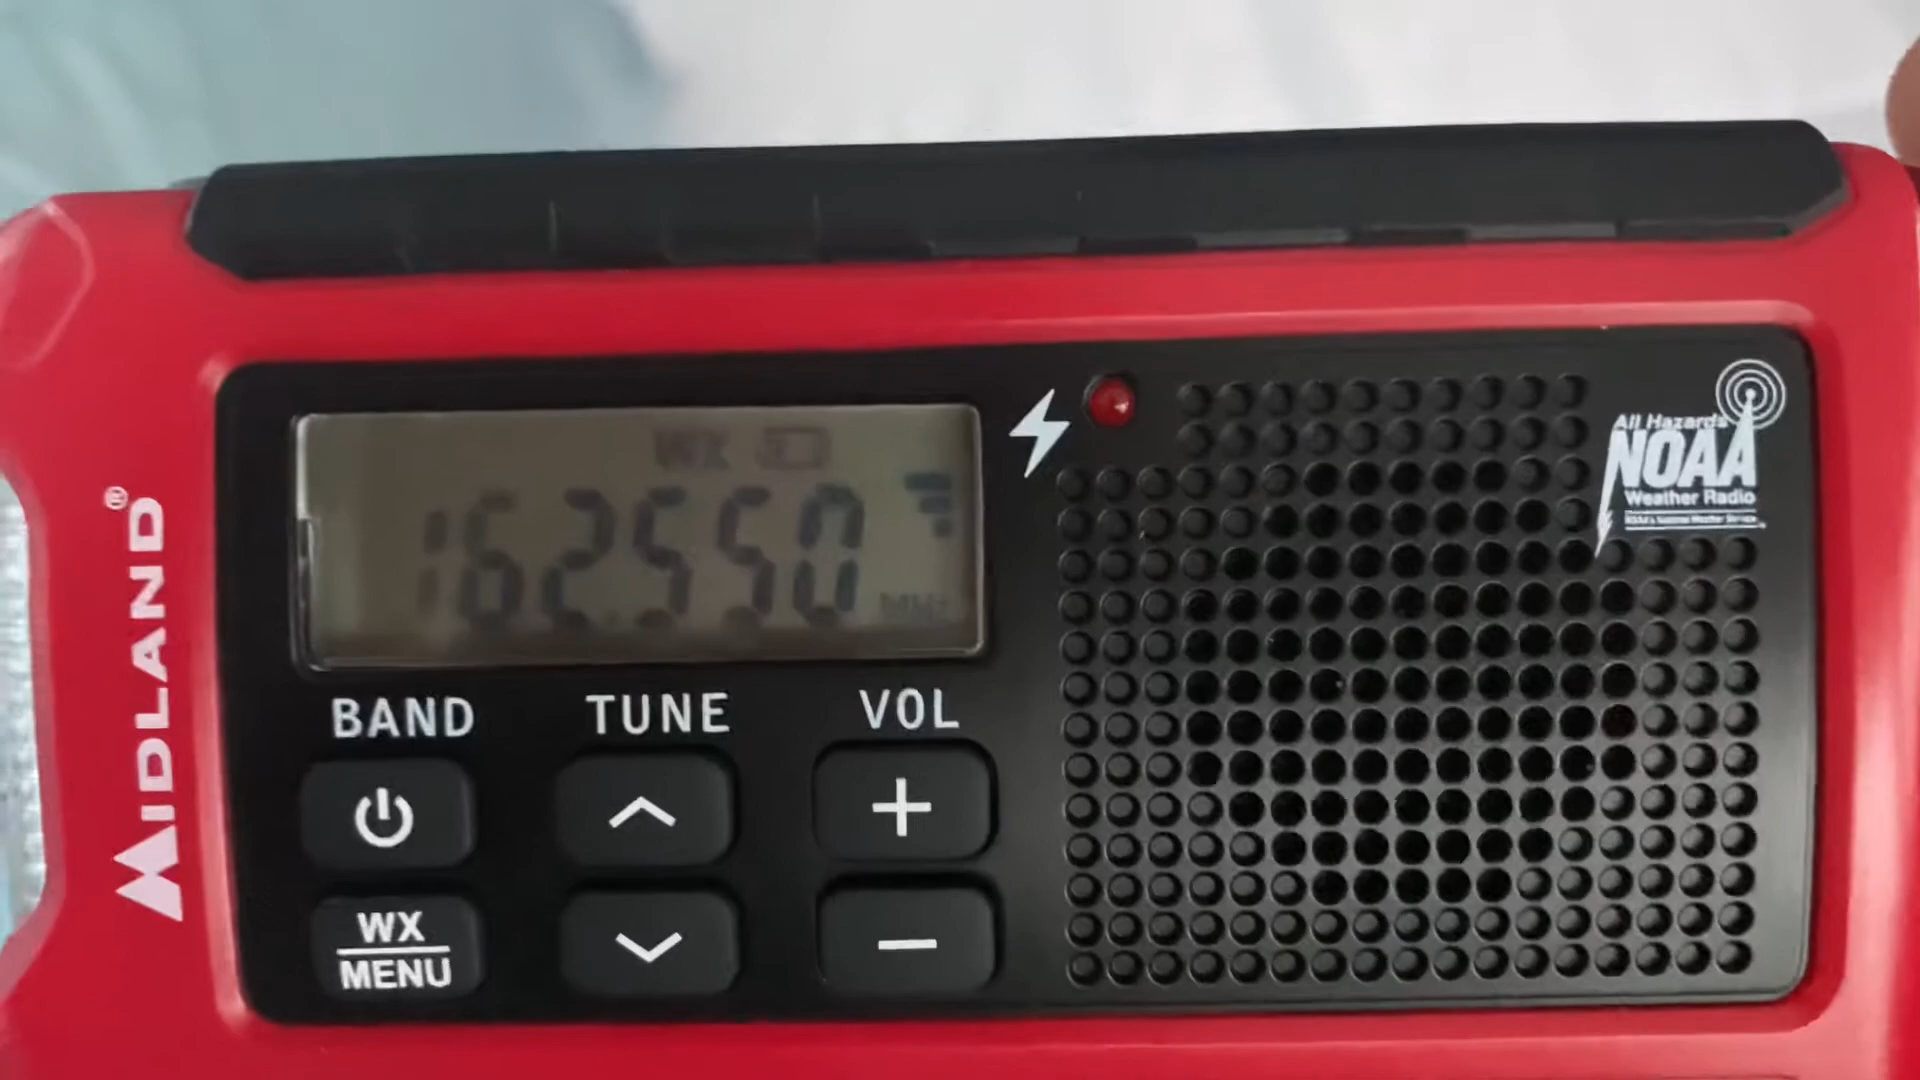 WX
162.550
MHz
BAND
TUNE
VOL
WX
MENU
MIDLAND®
All Hazards
NOAA
Weather Radio